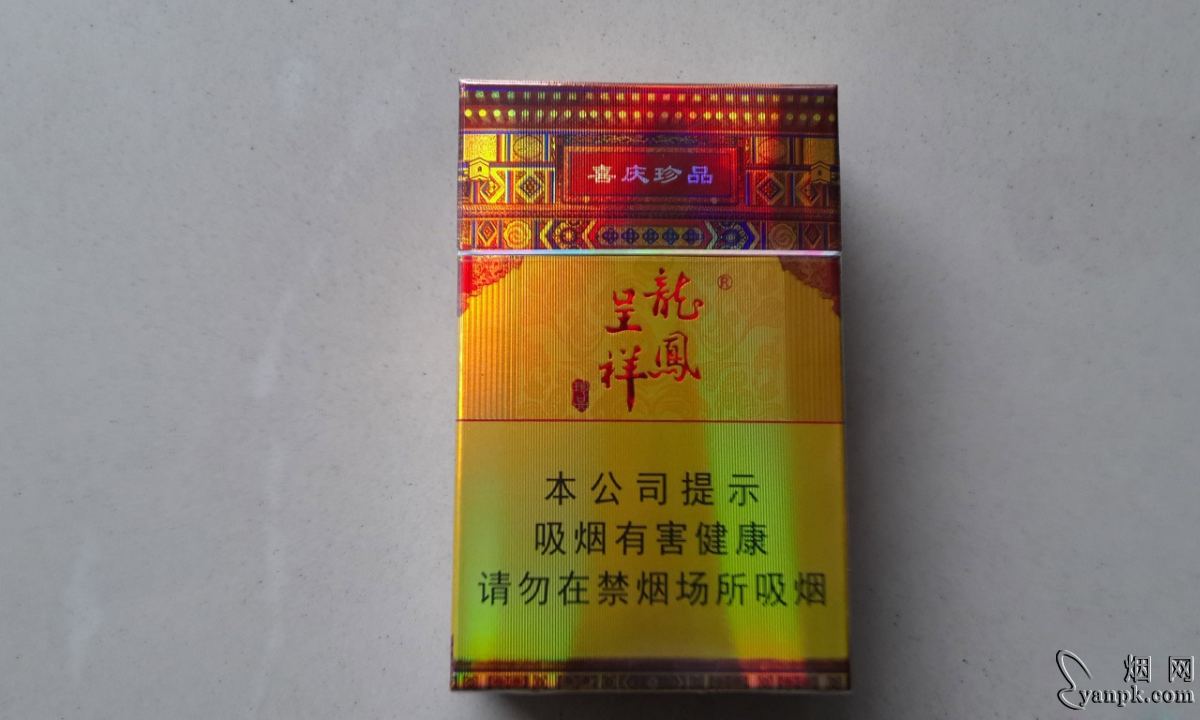 喜庆珍品
龍鳳
呈祥
®
本公司提示
吸烟有害健康
请勿在禁烟场所吸烟
烟网
yanpk.com